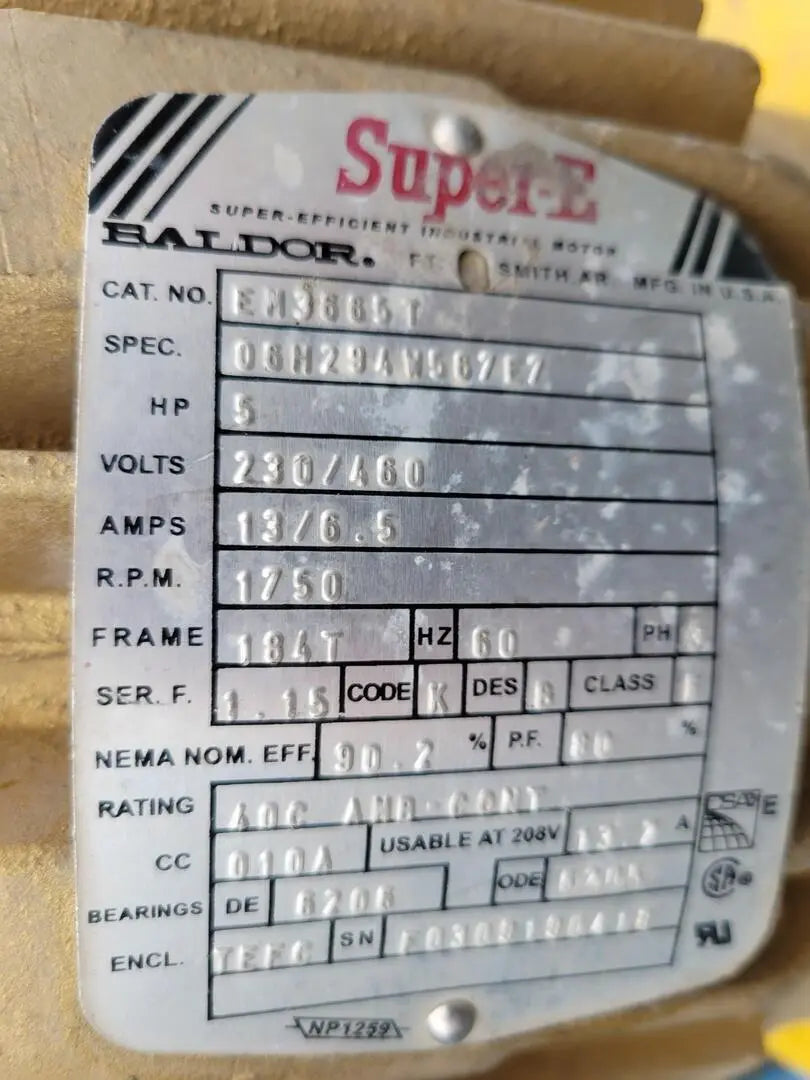 Super-E
SUPER-EFFICIENT INDUSTRIAL MOTOR
BALDOR. FT. SMITH, AR MFG. IN U.S.A.
CAT. NO. EM3665T
SPEC. 06H294W567E7
HP 5
VOLTS 230/460
AMPS 13/6.5
R.P.M. 1750
FRAME 184T HZ 60 PH
SER. F. 1.15 CODE K DES B CLASS F
NEMA NOM. EFF. 90.2 % P.F. 80 %
RATING 40C AMB-CONT
CC 010A USABLE AT 208V 13.2 A
BEARINGS DE 6206 ODE
ENCL. TEFC SN
CSA E
NP1259